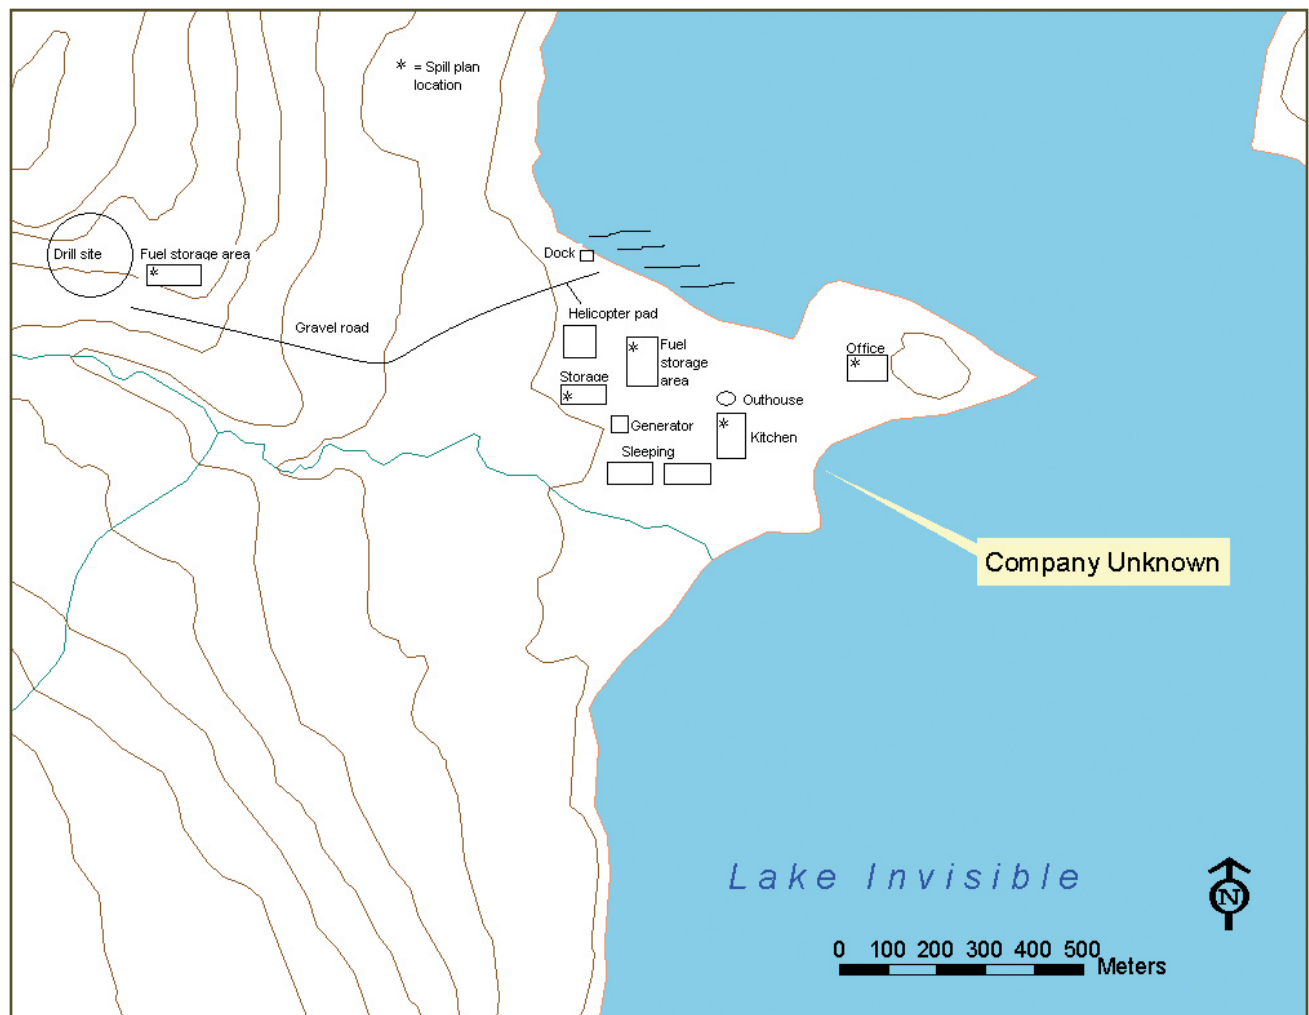 * = Spill plan
location
Drill site
Fuel storage area
*
Dock
Gravel road
Helicopter pad
*
Fuel
storage
area
Office
*
Storage
*
Outhouse
Generator
*
Kitchen
Sleeping
Company Unknown
Lake Invisible
N
0 100 200 300 400 500
Meters